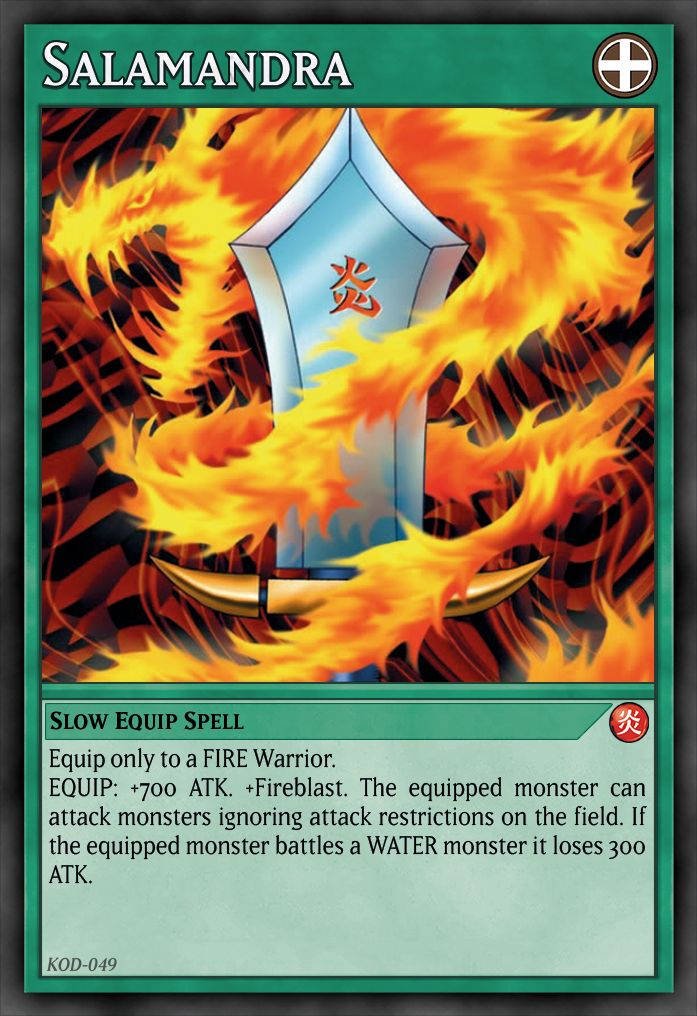 SALAMANDRA
炎
SLOW EQUIP SPELL
炎
Equip only to a FIRE Warrior.
EQUIP: +700 ATK. +Fireblast. The equipped monster can
attack monsters ignoring attack restrictions on the field. If
the equipped monster battles a WATER monster it loses 300
ATK.
KOD-049